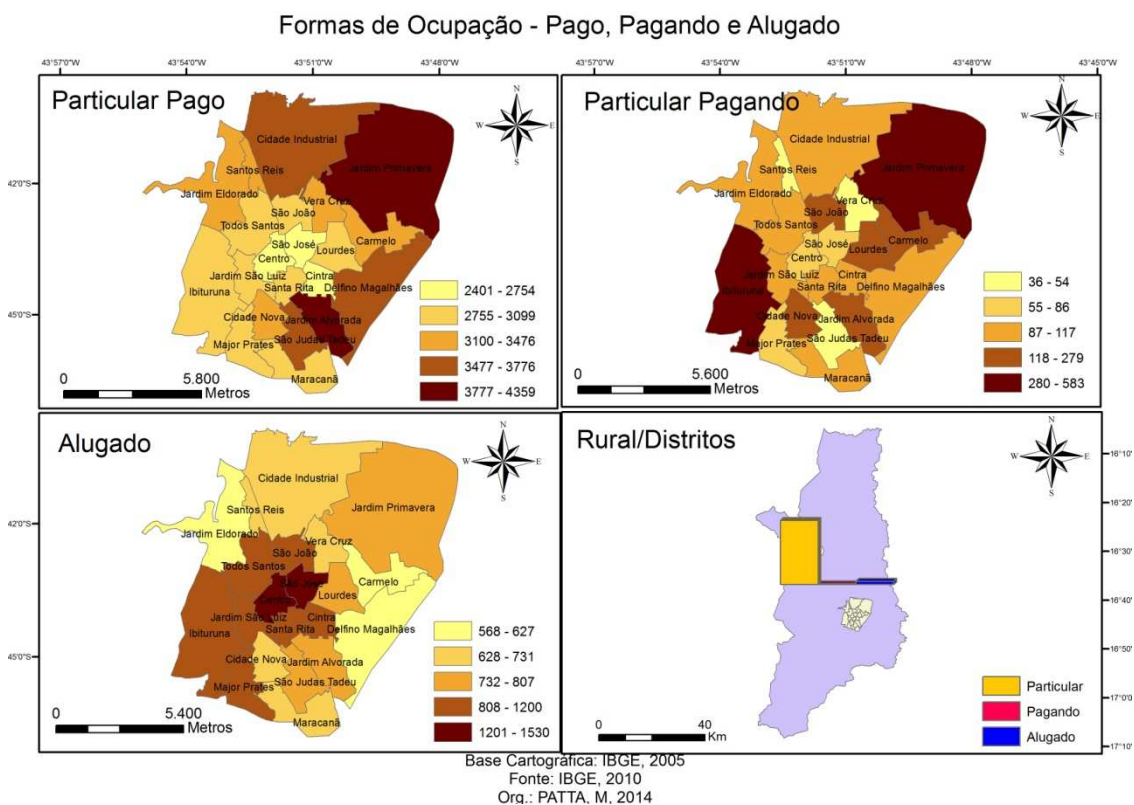 Formas de Ocupação - Pago, Pagando e Alugado
43°57'0"W 43°54'0"W 43°51'0"W 43°48'0"W
43°57'0"W 43°54'0"W 43°51'0"W 43°48'0"W 43°45'0"W
Particular Pago
N
W E
S
Cidade Industrial
Jardim Primavera
Santos Reis
Jardim Eldorado
Vera Cruz
São João
Todos Santos
São José
Lourdes
Carmelo
Centro
Jardim São Luiz
Cintra
Ibituruna
Santa Rita
Delfino Magalhães
Cidade Nova
Jardim Alvorada
Major Prates
São Judas Tadeu
Maracanã
42'0"S
45'0"S
2401 - 2754
2755 - 3099
3100 - 3476
3477 - 3776
3777 - 4359
0 5.800
Metros
Particular Pagando
N
W E
S
Cidade Industrial
Jardim Primavera
Santos Reis
Jardim Eldorado
Vera Cruz
São João
Todos Santos
São José
Lourdes
Carmelo
Centro
Jardim São Luiz
Cintra
Ibituruna
Santa Rita
Delfino Magalhães
Cidade Nova
Jardim Alvorada
Major Prates
São Judas Tadeu
Maracanã
36 - 54
55 - 86
87 - 117
118 - 279
280 - 583
0 5.600
Metros
Alugado
N
W E
S
Cidade Industrial
Jardim Primavera
Santos Reis
Jardim Eldorado
Vera Cruz
São João
Todos Santos
São José
Lourdes
Carmelo
Centro
Jardim São Luiz
Cintra
Ibituruna
Santa Rita
Delfino Magalhães
Cidade Nova
Jardim Alvorada
Major Prates
São Judas Tadeu
Maracanã
42'0"S
45'0"S
568 - 627
628 - 731
732 - 807
808 - 1200
1201 - 1530
0 5.400
Metros
Rural/Distritos
N
W E
S
16°10'
16°20'
16°30'
16°40'
16°50'
17°0'
17°10'
Particular
Pagando
Alugado
0 40
Km
Base Cartográfica: IBGE, 2005
Fonte: IBGE, 2010
Org.: PATTA, M, 2014